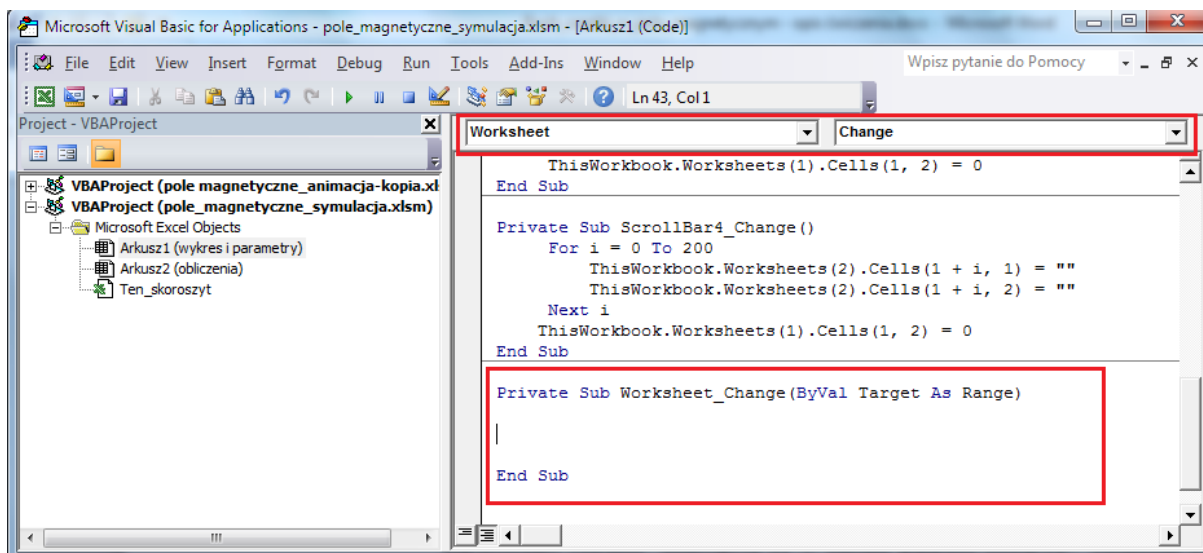 Microsoft Visual Basic for Applications - pole_magnetyczne_symulacja.xlsm - [Arkusz1 (Code)]
File Edit View Insert Format Debug Run Tools Add-Ins Window Help Wpisz pytanie do Pomocy
Ln 43, Col 1
Project - VBAProject
Worksheet Change
VBAProject (pole magnetyczne_animacja-kopia.xl
VBAProject (pole_magnetyczne_symulacja.xlsm)
Microsoft Excel Objects
Arkusz1 (wykres i parametry)
Arkusz2 (obliczenia)
Ten_skoroszyt
ThisWorkbook.Worksheets(1).Cells(1, 2) = 0
End Sub
Private Sub ScrollBar4_Change()
For i = 0 To 200
ThisWorkbook.Worksheets(2).Cells(1 + i, 1) = ""
ThisWorkbook.Worksheets(2).Cells(1 + i, 2) = ""
Next i
ThisWorkbook.Worksheets(1).Cells(1, 2) = 0
End Sub
Private Sub Worksheet_Change(ByVal Target As Range)
End Sub